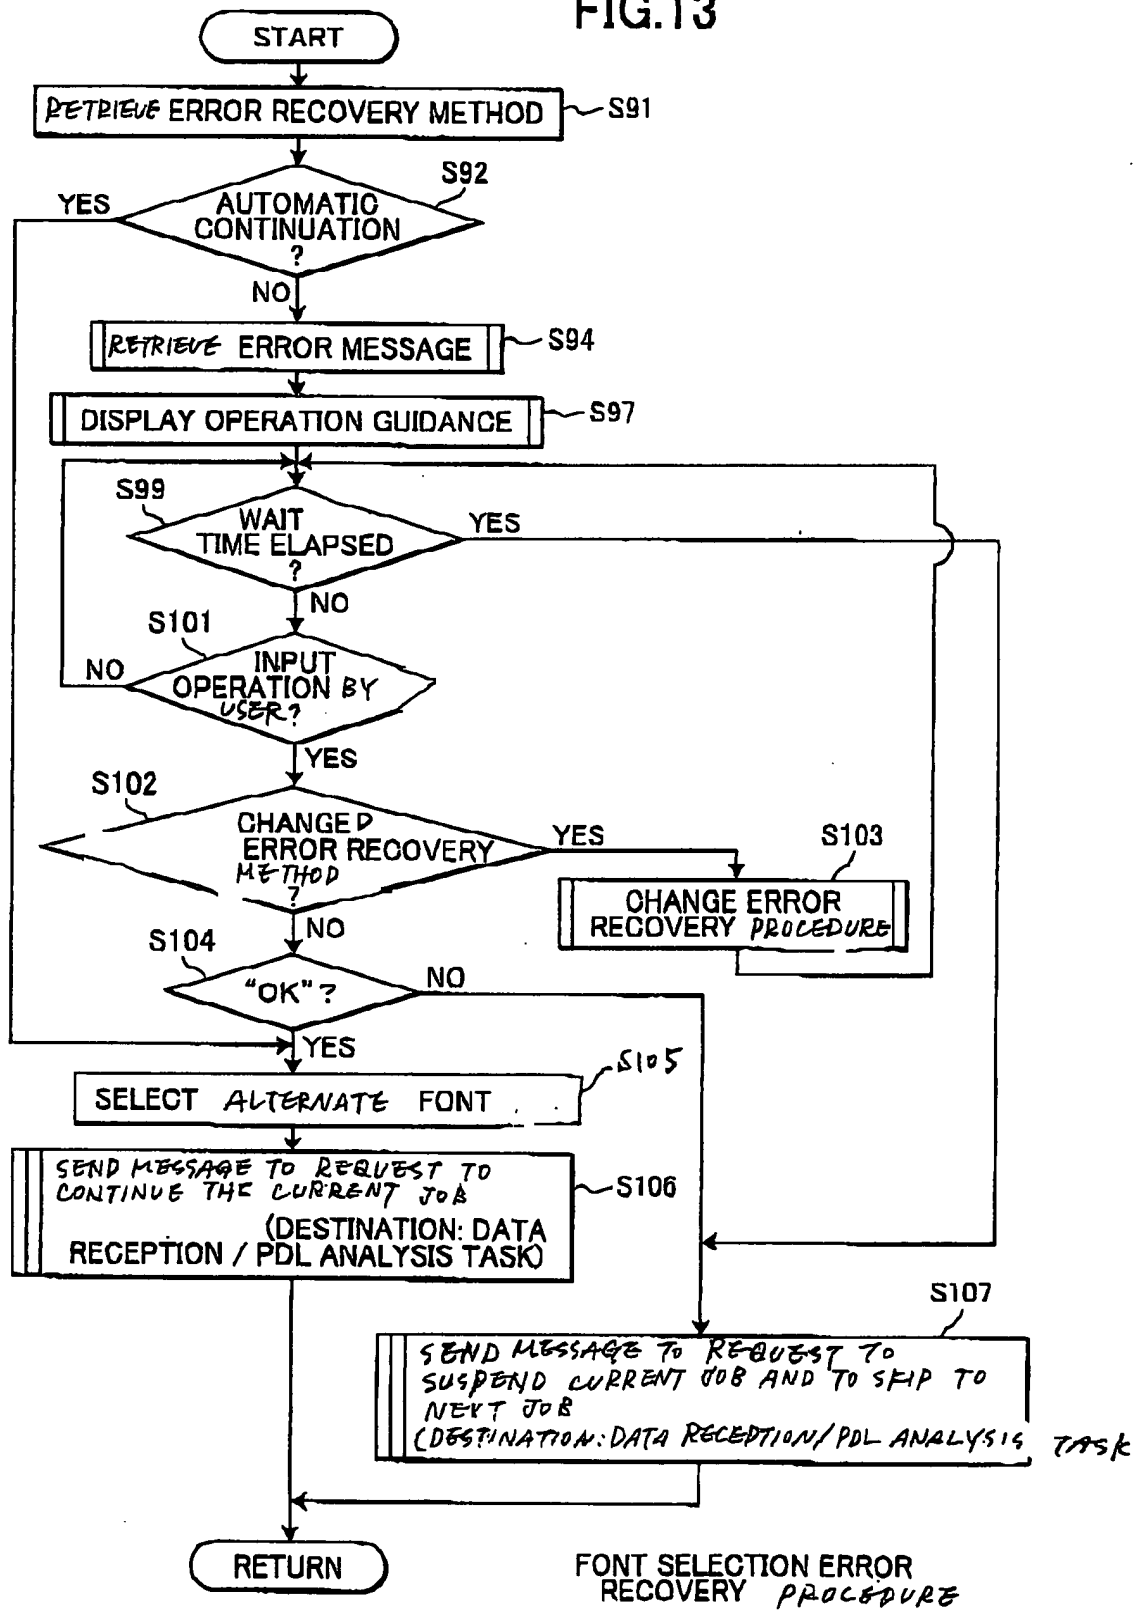 FIG.13
START
RETRIEVE ERROR RECOVERY METHOD
S91
S92
YES
AUTOMATIC
CONTINUATION
?
NO
RETRIEVE ERROR MESSAGE
S94
DISPLAY OPERATION GUIDANCE
S97
S99
WAIT
TIME ELAPSED
?
YES
NO
S101
INPUT
OPERATION BY
USER?
NO
YES
S102
CHANGED
ERROR RECOVERY
METHOD
?
YES
S103
CHANGE ERROR
RECOVERY PROCEDURE
NO
S104
"OK"?
NO
YES
S105
SELECT ALTERNATE FONT
SEND MESSAGE TO REQUEST TO
CONTINUE THE CURRENT JOB
(DESTINATION: DATA
RECEPTION / PDL ANALYSIS TASK)
S106
S107
SEND MESSAGE TO REQUEST TO
SUSPEND CURRENT JOB AND TO SKIP TO
NEXT JOB
(DESTINATION: DATA RECEPTION/PDL ANALYSIS TASK
RETURN
FONT SELECTION ERROR
RECOVERY PROCEDURE